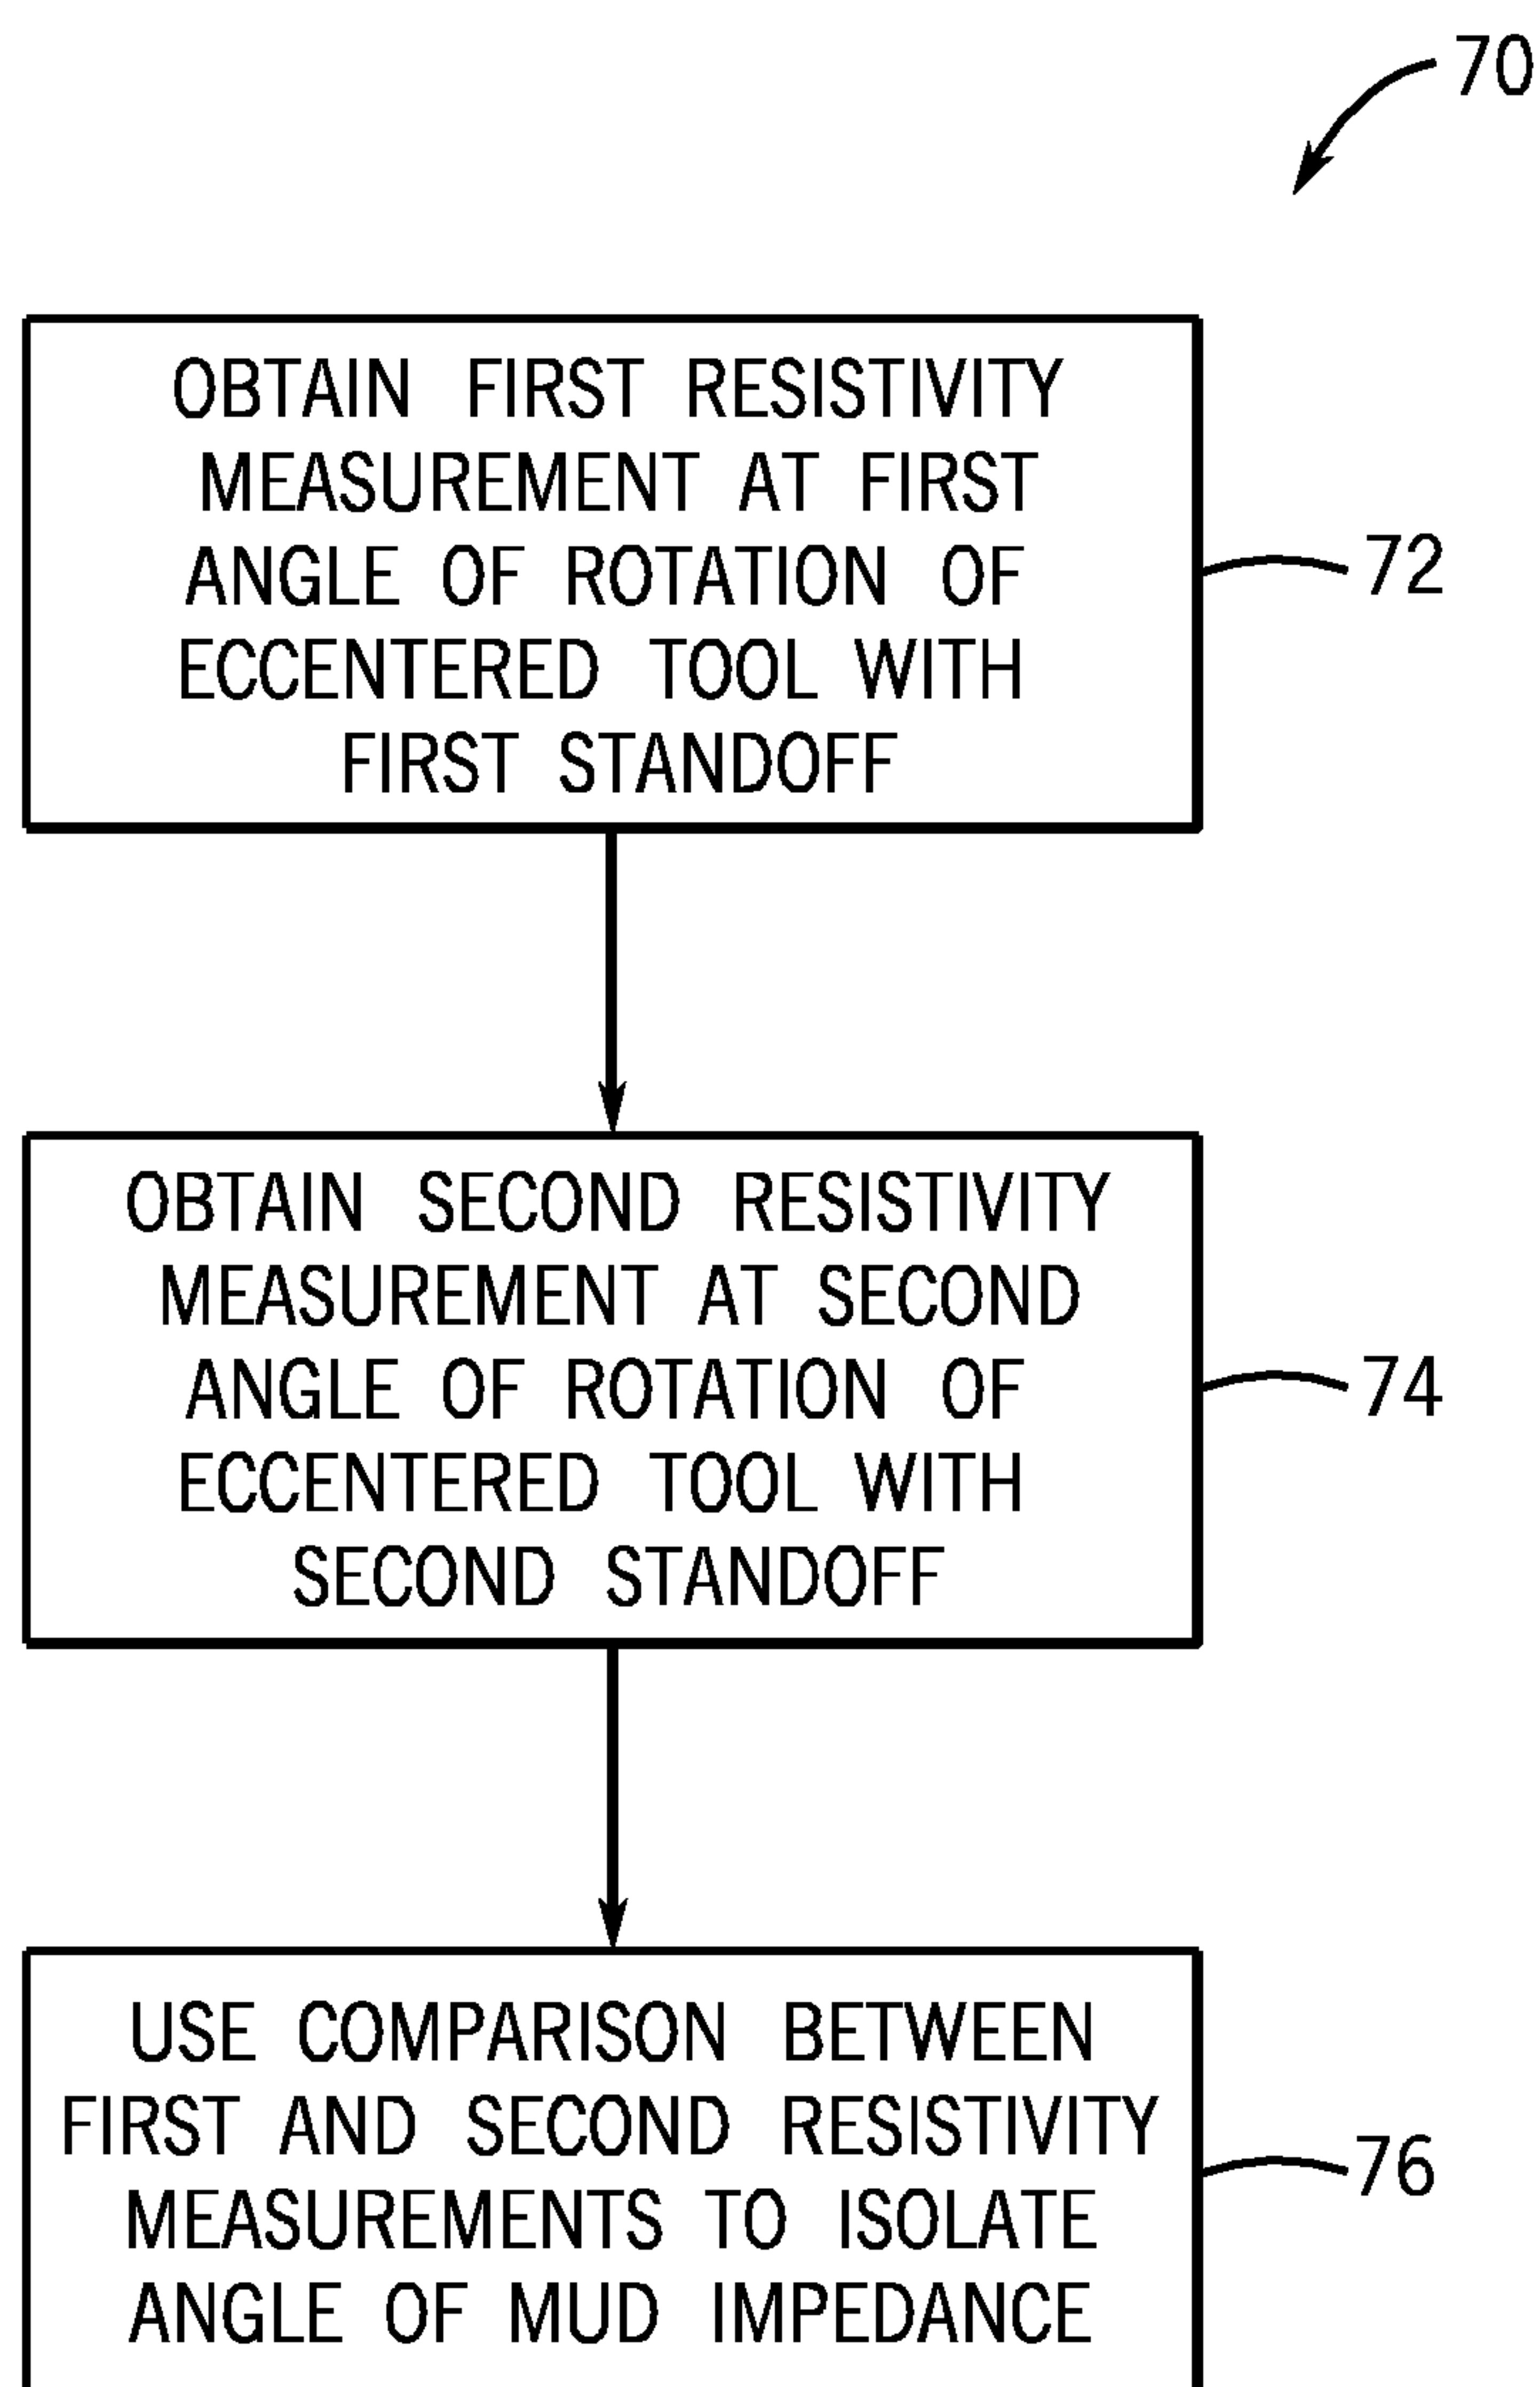 70
OBTAIN FIRST RESISTIVITY
MEASUREMENT AT FIRST
ANGLE OF ROTATION OF
ECCENTERED TOOL WITH
FIRST STANDOFF
72
OBTAIN SECOND RESISTIVITY
MEASUREMENT AT SECOND
ANGLE OF ROTATION OF
ECCENTERED TOOL WITH
SECOND STANDOFF
74
USE COMPARISON BETWEEN
FIRST AND SECOND RESISTIVITY
MEASUREMENTS TO ISOLATE
ANGLE OF MUD IMPEDANCE
76